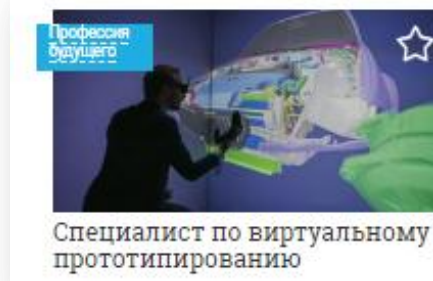 Профессия
будущего
Специалист по виртуальному
прототипированию